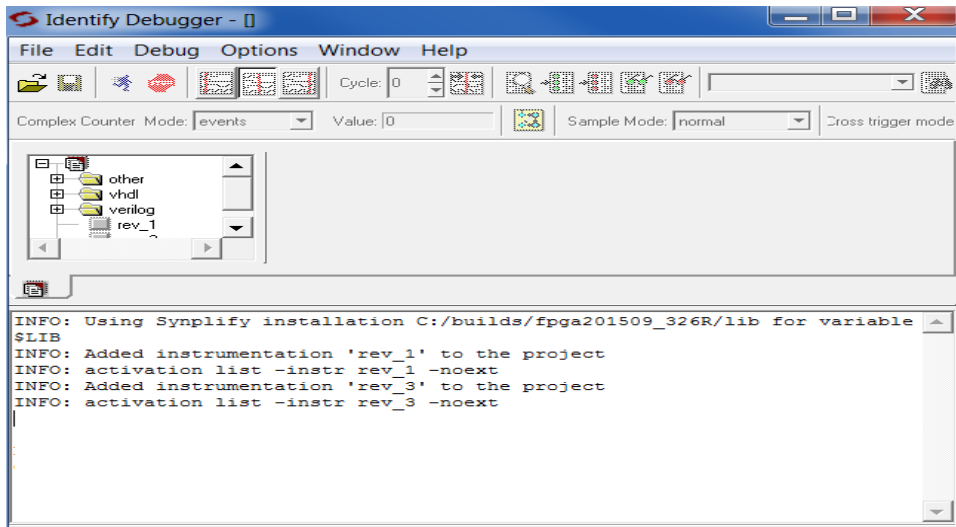 Identify Debugger - []
File Edit Debug Options Window Help
Cycle: 0
Complex Counter Mode: events Value: 0 Sample Mode: normal Cross trigger mode
other
vhdl
verilog
rev_1
INFO: Using Synplify installation C:/builds/fpga201509_326R/lib for variable
$LIB
INFO: Added instrumentation 'rev_1' to the project
INFO: activation list -instr rev_1 -noext
INFO: Added instrumentation 'rev_3' to the project
INFO: activation list -instr rev_3 -noext